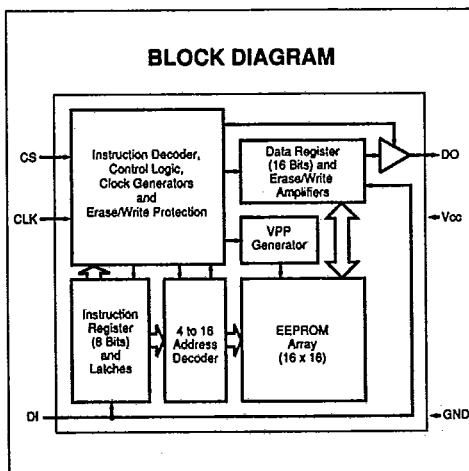 BLOCK DIAGRAM
CS
CLK
DI
Instruction Decoder,
Control Logic,
Clock Generators
and
Erase/Write Protection
Data Register
(16 Bits) and
Erase/Write
Amplifiers
DO
Vcc
GND
VPP
Generator
Instruction
Register
(8 Bits)
and
Latches
4 to 16
Address
Decoder
EEPROM
Array
(16 x 16)